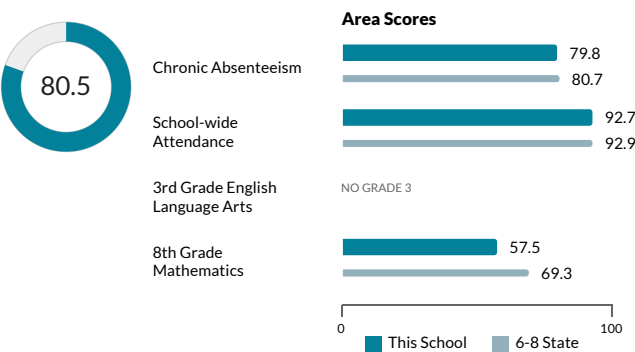 Area Scores
80.5
Chronic Absenteeism
79.8
80.7
School-wide
Attendance
92.7
92.9
3rd Grade English
Language Arts
NO GRADE 3
8th Grade
Mathematics
57.5
69.3
0 100
This School 6-8 State